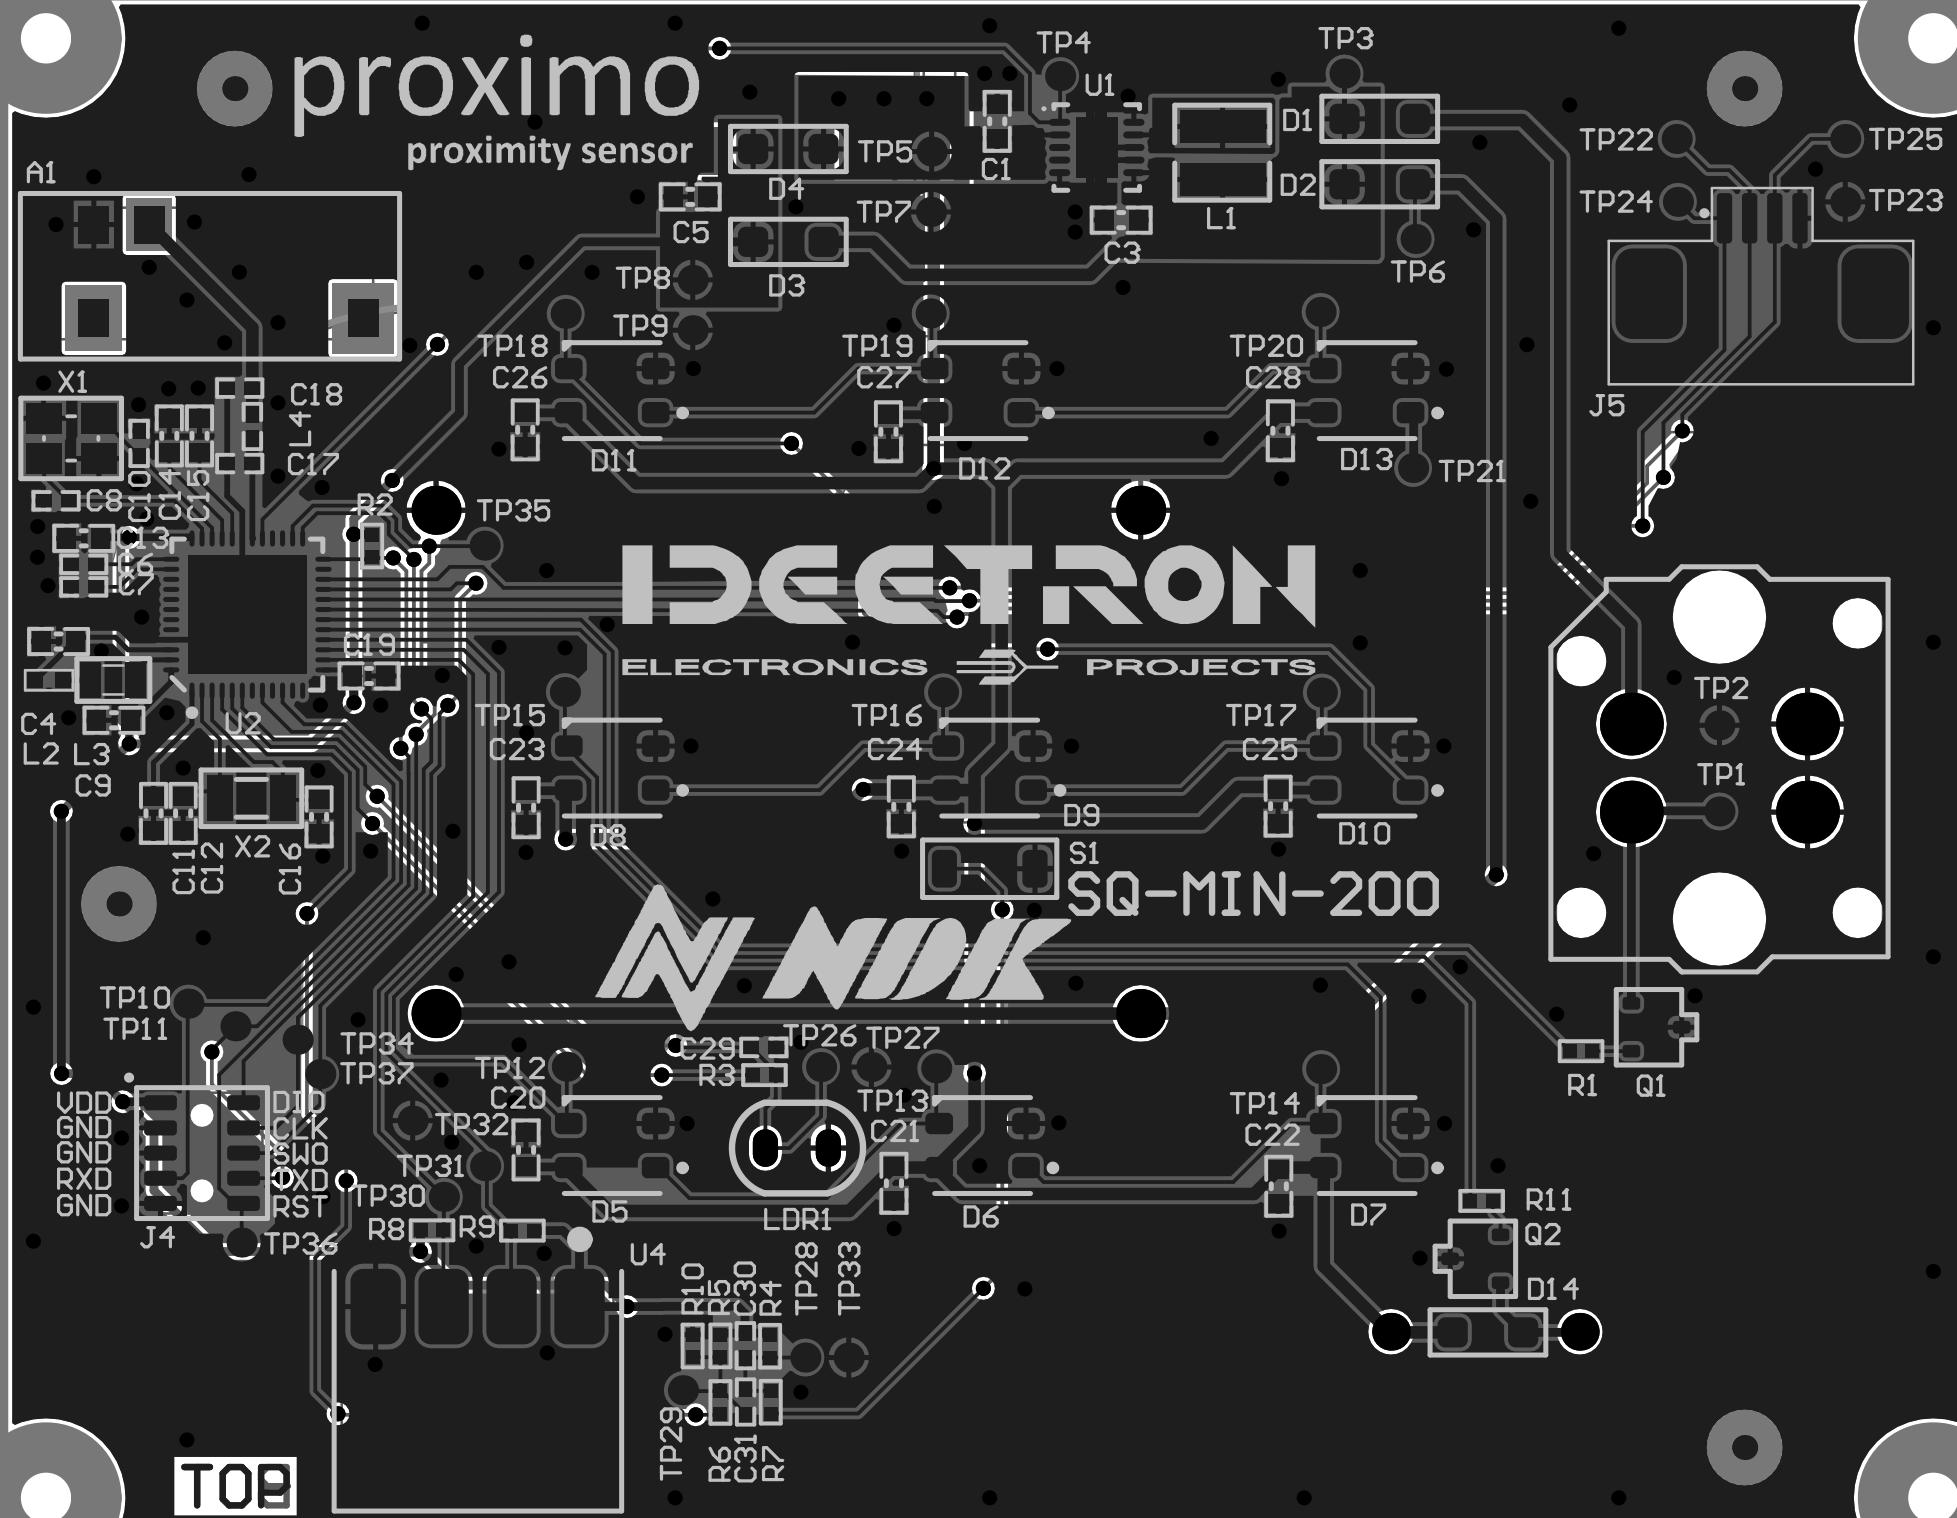 proximo
proximity sensor
TP4
TP3
U1
D1
TP5
C1
TP22
TP25
A1
D4
D2
TP24
TP23
TP7
C5
L1
C3
TP6
TP8
D3
TP9
TP18
TP19
TP20
X1
C26
C27
C28
C18
L4
J5
C17
D11
D12
D13
TP21
C8
C10
C14
C15
R2
TP35
C13
C6
C7
IDEETRON
ELECTRONICS
PROJECTS
C19
TP2
TP15
TP16
TP17
C4
U2
C23
C24
C25
L2
L3
C9
TP1
D8
D9
D10
X2
C11
C12
C16
S1
SQ-MIN-200
NDK
TP10
TP11
TP34
TP37
TP26
TP27
C29
R3
TP12
C20
TP13
C21
TP14
C22
R1
Q1
VDD
GND
GND
RXD
GND
DIO
CLK
SWO
TXD
RST
TP32
TP31
TP30
R8
R9
D5
LDR1
D6
D7
R11
Q2
D14
J4
TP36
U4
R10
R5
C30
R4
TP28
TP33
TP29
R6
C31
R7
TOP